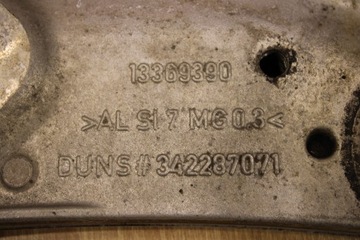 13369390
>AL SI 7 MG 0.3<
DUNS# 342287071